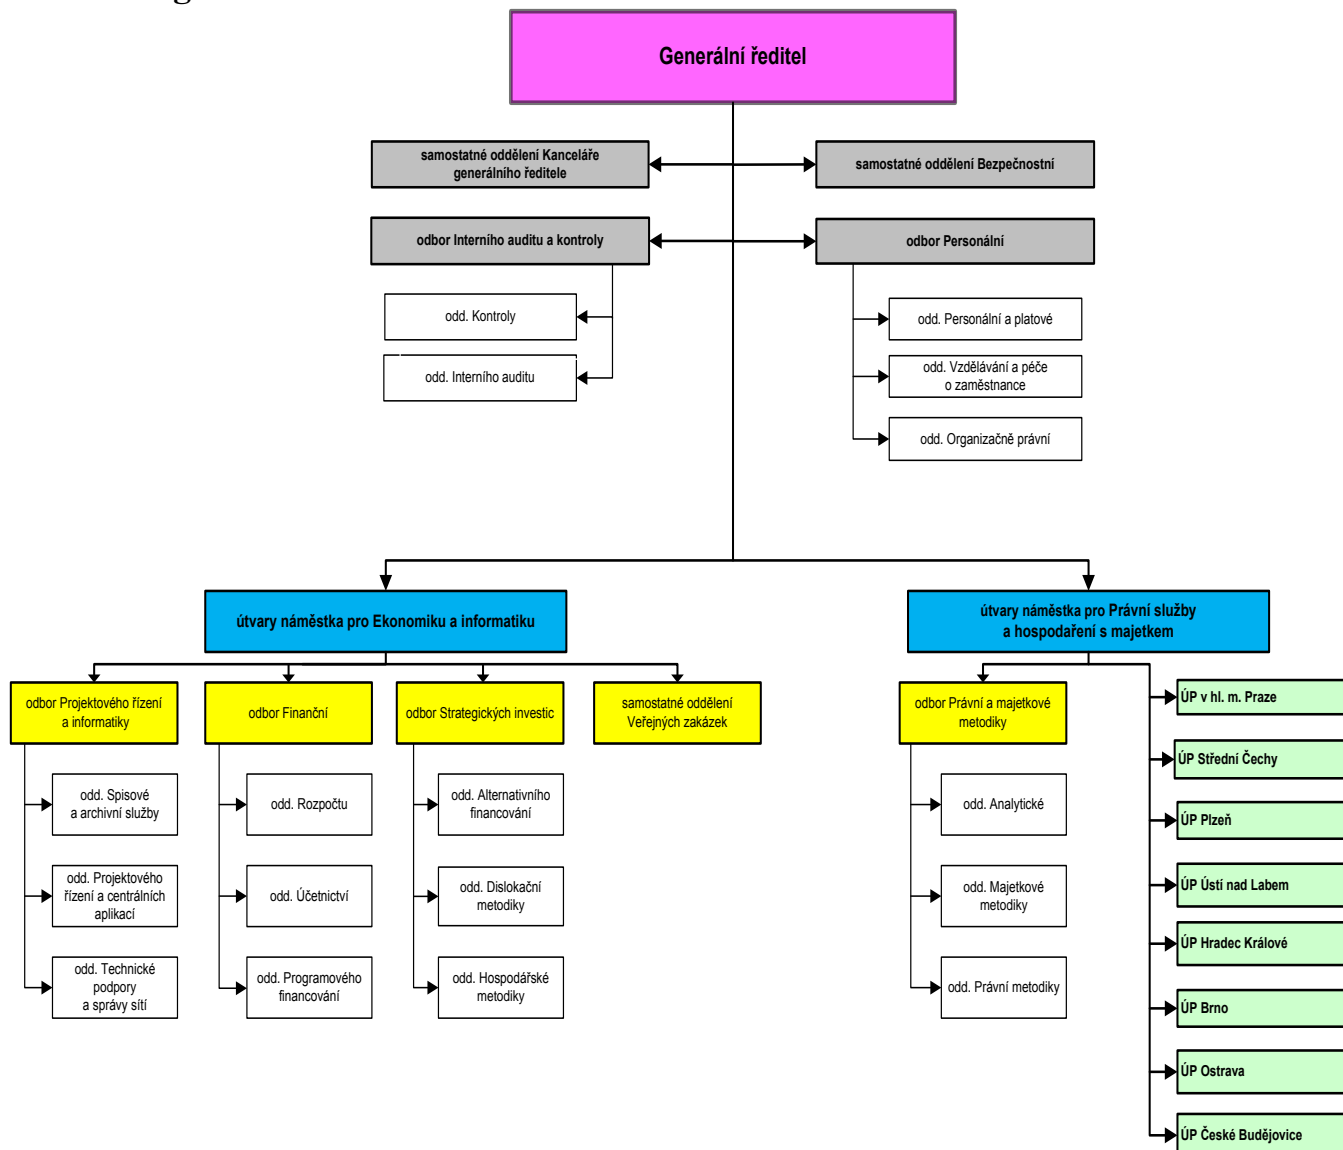 Generální ředitel
samostatné oddělení Kanceláře
generálního ředitele
samostatné oddělení Bezpečnostní
odbor Interního auditu a kontroly
odbor Personální
odd. Kontroly
odd. Personální a platové
odd. Interního auditu
odd. Vzdělávání a péče
o zaměstnance
odd. Organizačně právní
útvary náměstka pro Ekonomiku a informatiku
útvary náměstka pro Právní služby
a hospodaření s majetkem
odbor Projektového řízení
a informatiky
odbor Finanční
odbor Strategických investic
samostatné oddělení
Veřejných zakázek
odbor Právní a majetkové
metodiky
ÚP v hl. m. Praze
ÚP Střední Čechy
odd. Spisové
a archivní služby
odd. Rozpočtu
odd. Alternativního
financování
odd. Analytické
ÚP Plzeň
odd. Projektového
řízení a centrálních
aplikací
odd. Účetnictví
odd. Dislokační
metodiky
odd. Majetkové
metodiky
ÚP Ústí nad Labem
ÚP Hradec Králové
odd. Technické
podpory
a správy sítí
odd. Programového
financování
odd. Hospodářské
metodiky
odd. Právní metodiky
ÚP Brno
ÚP Ostrava
ÚP České Budějovice